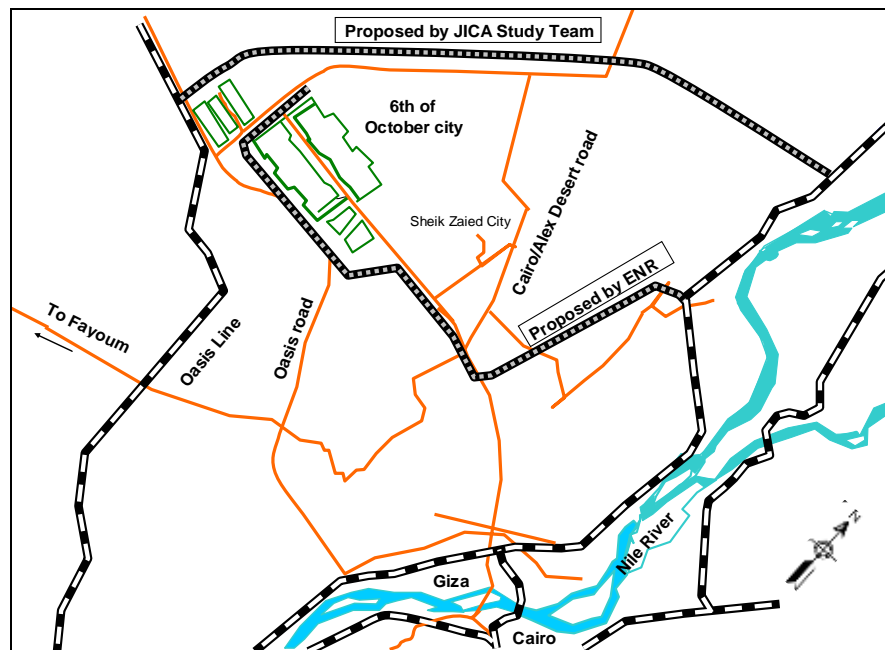 Proposed by JICA Study Team
6th of
October city
Cairo/Alex Desert road
Sheik Zaied City
Proposed by ENR
To Fayoum
Oasis Line
Oasis road
Nile River
N
Giza
Cairo